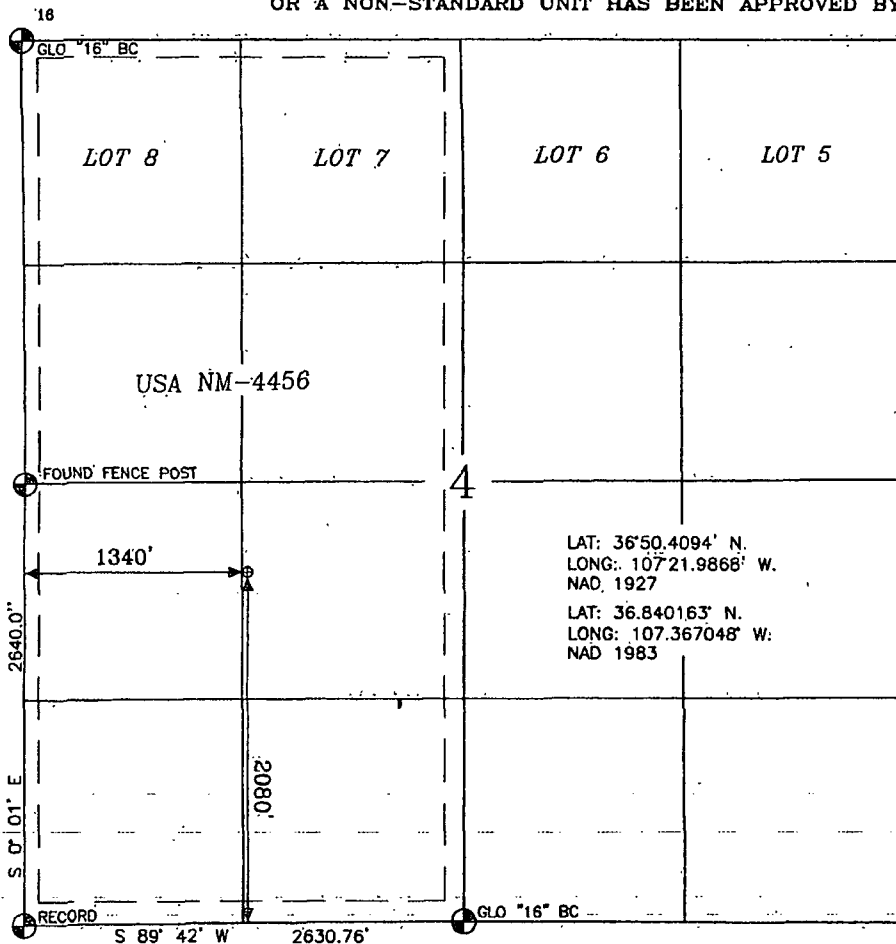 OR A NON-STANDARD UNIT HAS BEEN APPROVED BY
16
GLO "16" BC
LOT 8
LOT 7
LOT 6
LOT 5
USA NM-4456
FOUND FENCE POST
4
1340'
LAT: 36°50.4094' N.
LONG: 107°21.9868' W.
NAD 1927
LAT: 36.840163° N.
LONG: 107.367048° W.
NAD 1983
2640.0"
2080'
S 0° 01' E
RECORD
GLO "16" BC
S 89° 42' W 2630.76'